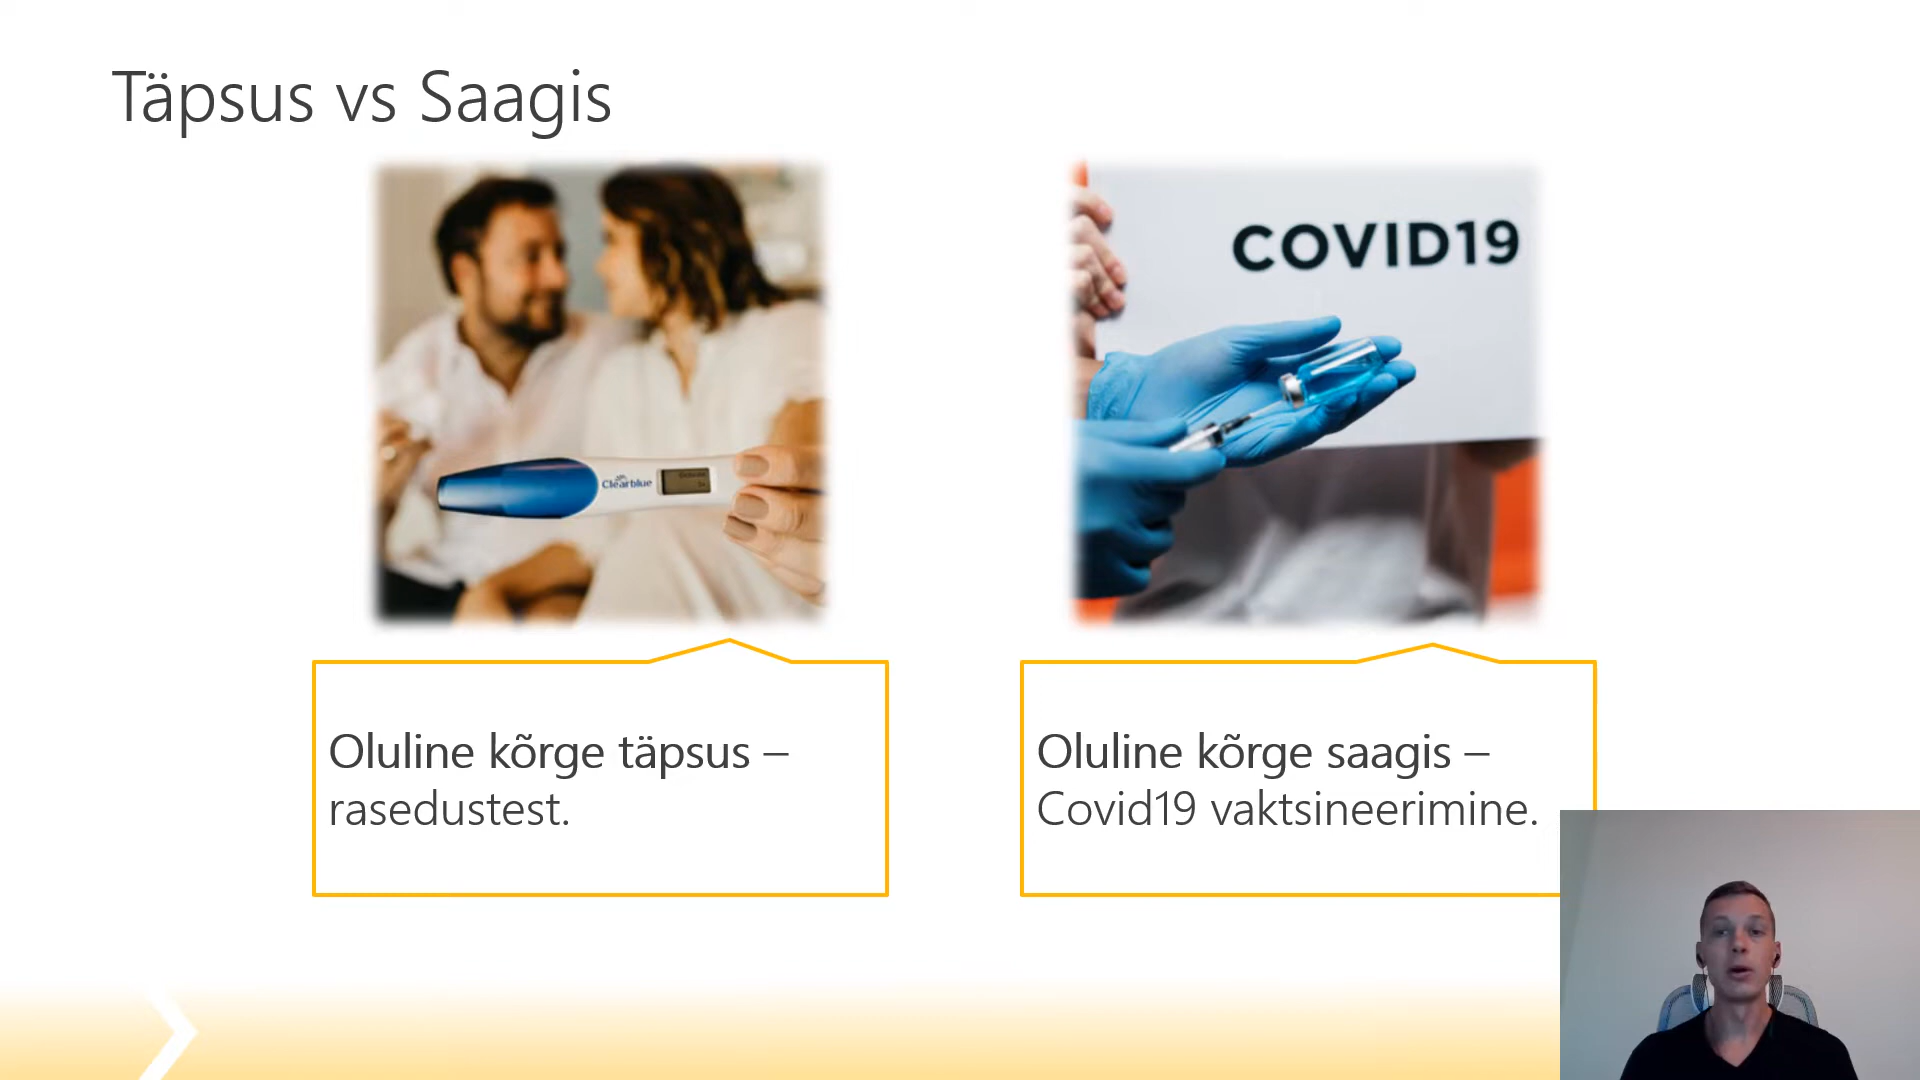 Täpsus vs Saagis
COVID19
Clearblue
Oluline kõrge täpsus –
rasedustest.
Oluline kõrge saagis –
Covid19 vaktsineerimine.